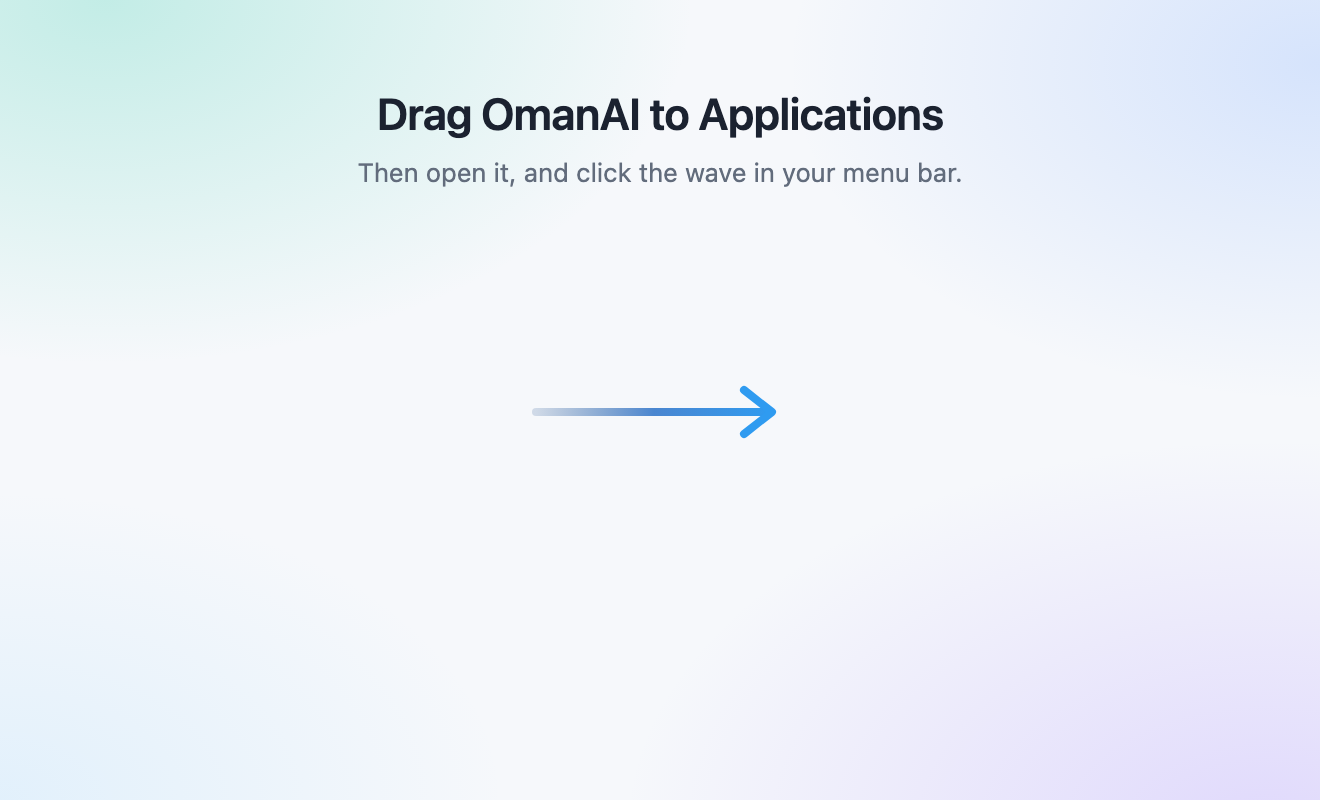 Drag OmanAI to Applications
Then open it, and click the wave in your menu bar.